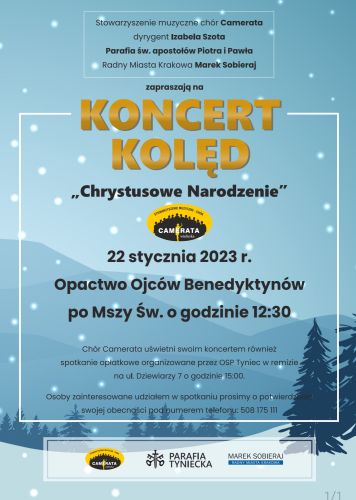 Stowarzyszenie muzyczne chór Camerata
dyrygent Izabela Szota
Parafia św. apostołów Piotra i Pawła
Radny Miasta Krakowa Marek Sobieraj
zapraszają na
KONCERT
KOLĘD
„Chrystusowe Narodzenie”
STOWARZYSZENIE MUZYCZNE - CHÓR
CAMERATA
22 stycznia 2023 r.
Opactwo Ojców Benedyktynów
po Mszy Św. o godzinie 12:30
Chór Camerata uświetni swoim koncertem również
spotkanie opłatkowe organizowane przez OSP Tyniec w remizie
na ul. Dziewiarzy 7 o godzinie 15:00.
Osoby zainteresowane udziałem w spotkaniu prosimy o potwierdzenie
swojej obecności pod numerem telefonu: 508 175 111
CAMERATA
PARAFIA
TYNIECKA
MAREK SOBIERAJ
RADNY MIASTA KRAKOWA
1/1